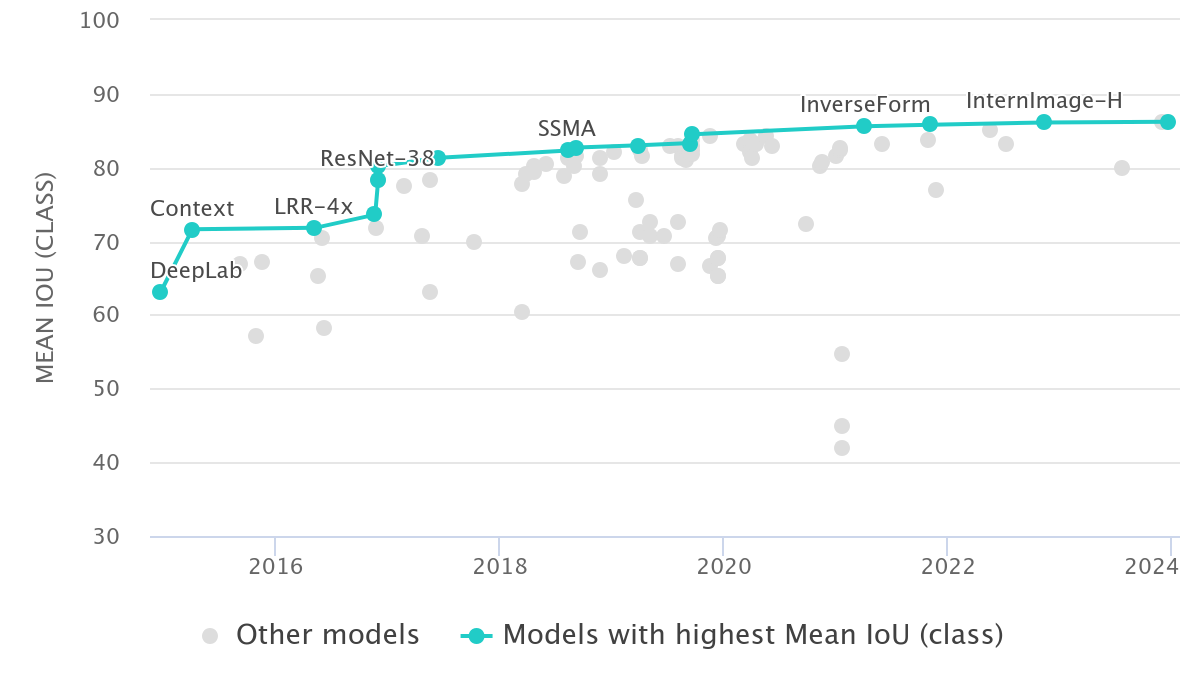 100
90
InverseForm
InternImage-H
SSMA
ResNet-38
80
Context
LRR-4x
70
DeepLab
60
50
40
30
MEAN IOU (CLASS)
2016
2018
2020
2022
2024
Other models
Models with highest Mean IoU (class)